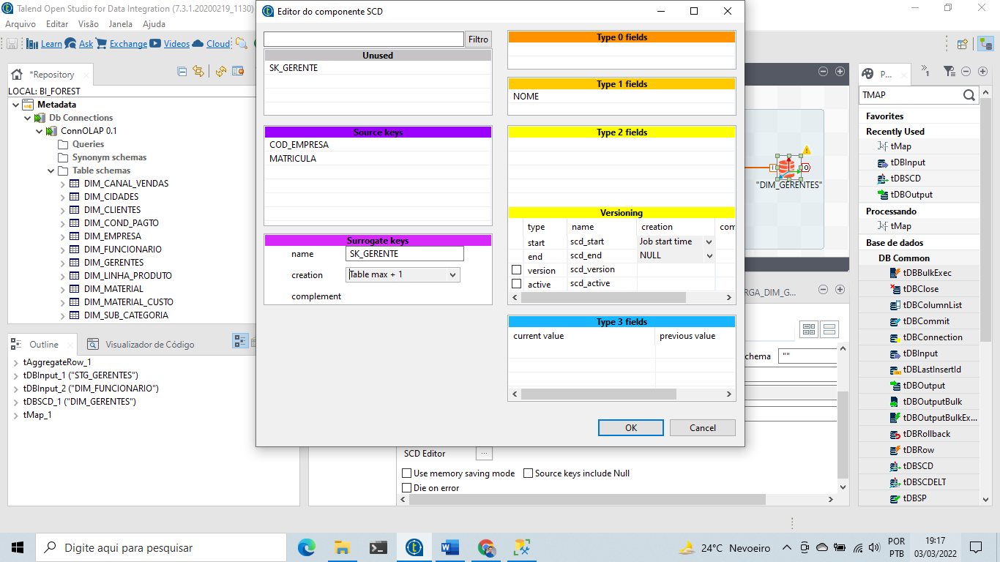 Talend Open Studio for Data Integration (7.3.1.20200219_1130)
Arquivo Editar Visão Janela Ajuda
Learn Ask Exchange Videos Cloud
*Repository
LOCAL: BI_FOREST
Metadata
Db Connections
ConnOLAP 0.1
Queries
Synonym schemas
Table schemas
DIM_CANAL_VENDAS
DIM_CIDADES
DIM_CLIENTES
DIM_COND_PAGTO
DIM_EMPRESA
DIM_FUNCIONARIO
DIM_GERENTES
DIM_LINHA_PRODUTO
DIM_MATERIAL
DIM_MATERIAL_CUSTO
DIM_SUB_CATEGORIA
Outline Visualizador de Código
tAggregateRow_1
tDBInput_1 ("STG_GERENTES")
tDBInput_2 ("DIM_FUNCIONARIO")
tDBSCD_1 ("DIM_GERENTES")
tMap_1
Editor do componente SCD
Filtro
Unused
SK_GERENTE
Source keys
COD_EMPRESA
MATRICULA
Surrogate keys
name SK_GERENTE
creation Table max + 1
complement
Type 0 fields
Type 1 fields
NOME
Type 2 fields
Versioning
type name creation com
start scd_start Job start time
end scd_end NULL
version scd_version
active scd_active
Type 3 fields
current value previous value
OK Cancel
"DIM_GERENTES"
RGA_DIM_G...
chema ""
SCD Editor ...
Use memory saving mode Source keys include Null
Die on error
P...
1
TMAP
Favorites
Recently Used
tMap
tDBInput
tDBSCD
tDBOutput
Processando
tMap
Base de dados
DB Common
tDBBulkExec
tDBClose
tDBColumnList
tDBCommit
tDBConnection
tDBInput
tDBLastInsertId
tDBOutput
tDBOutputBulk
tDBOutputBulkEx...
tDBRollback
tDBRow
tDBSCD
tDBSCDELT
tDBSP
Digite aqui para pesquisar
24°C Nevoeiro
POR
PTB
19:17
03/03/2022